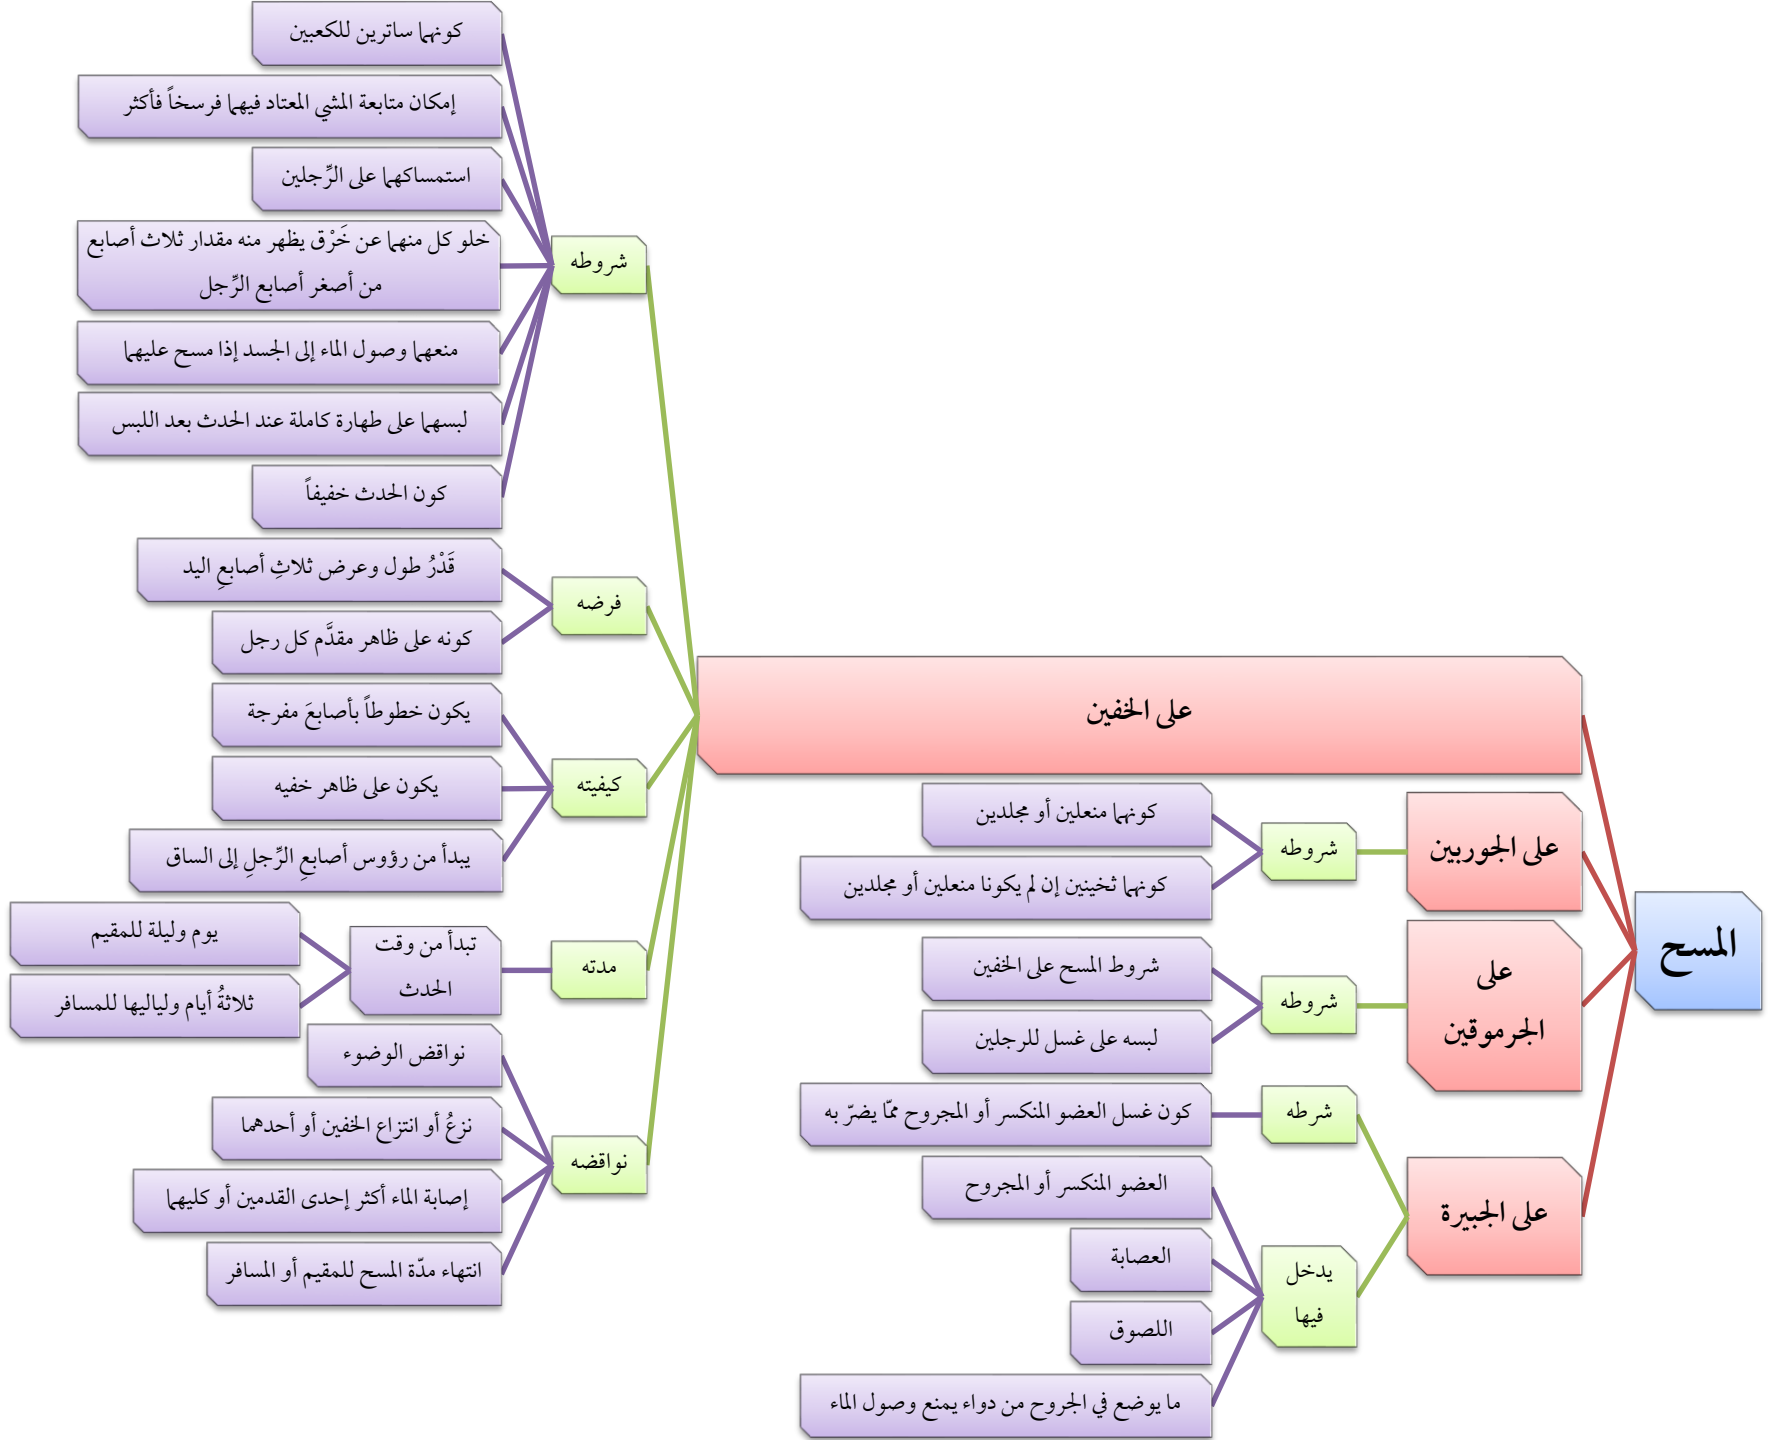 المسح
على الخفين
شروطه
كونهما ساترين للكعبين
إمكان متابعة المشي المعتاد فيهما فرسخاً فأكثر
استمساكهما على الرِّجلين
خلو كل منهما عن خَرْق يظهر منه مقدار ثلاث أصابع
من أصغر أصابع الرِّجل
منعهما وصول الماء إلى الجسد إذا مسح عليهما
لبسهما على طهارة كاملة عند الحدث بعد اللبس
كون الحدث خفيفاً
فرضه
قَدْرُ طول وعرض ثلاثِ أصابعِ اليد
كونه على ظاهر مقدَّم كل رجل
كيفيته
يكون خطوطاً بأصابعَ مفرجة
يكون على ظاهر خفيه
يبدأ من رؤوس أصابعِ الرِّجلِ إلى الساق
مدته
تبدأ من وقت
الحدث
يوم وليلة للمقيم
ثلاثةُ أيام ولياليها للمسافر
نواقضه
نواقض الوضوء
نزعُ أو انتزاع الخفين أو أحدهما
إصابة الماء أكثر إحدى القدمين أو كليهما
انتهاء مدّة المسح للمقيم أو المسافر
على الجوربين
شروطه
كونهما منعلين أو مجلدين
كونهما ثخينين إن لم يكونا منعلين أو مجلدين
على
الجرموقين
شروطه
شروط المسح على الخفين
لبسه على غسل للرجلين
على الجبيرة
شرطه
كون غسل العضو المنكسر أو المجروح ممّا يضرّ به
يدخل
فيها
العضو المنكسر أو المجروح
العصابة
اللصوق
ما يوضع في الجروح من دواء يمنع وصول الماء